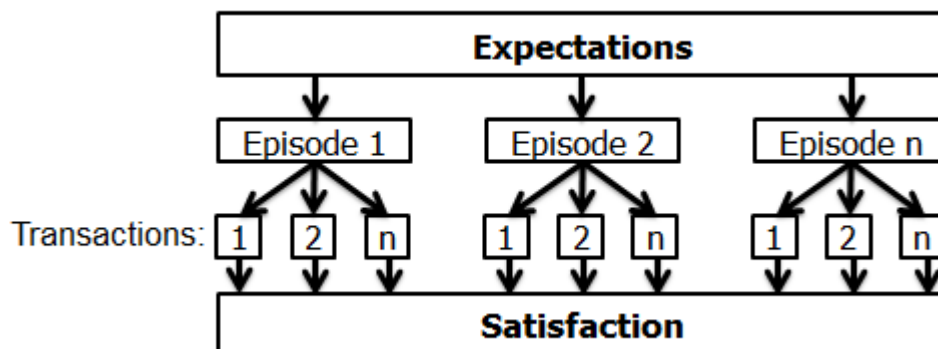 Expectations
Episode 1 Episode 2 Episode n
Transactions: 1 2 n 1 2 n 1 2 n
Satisfaction